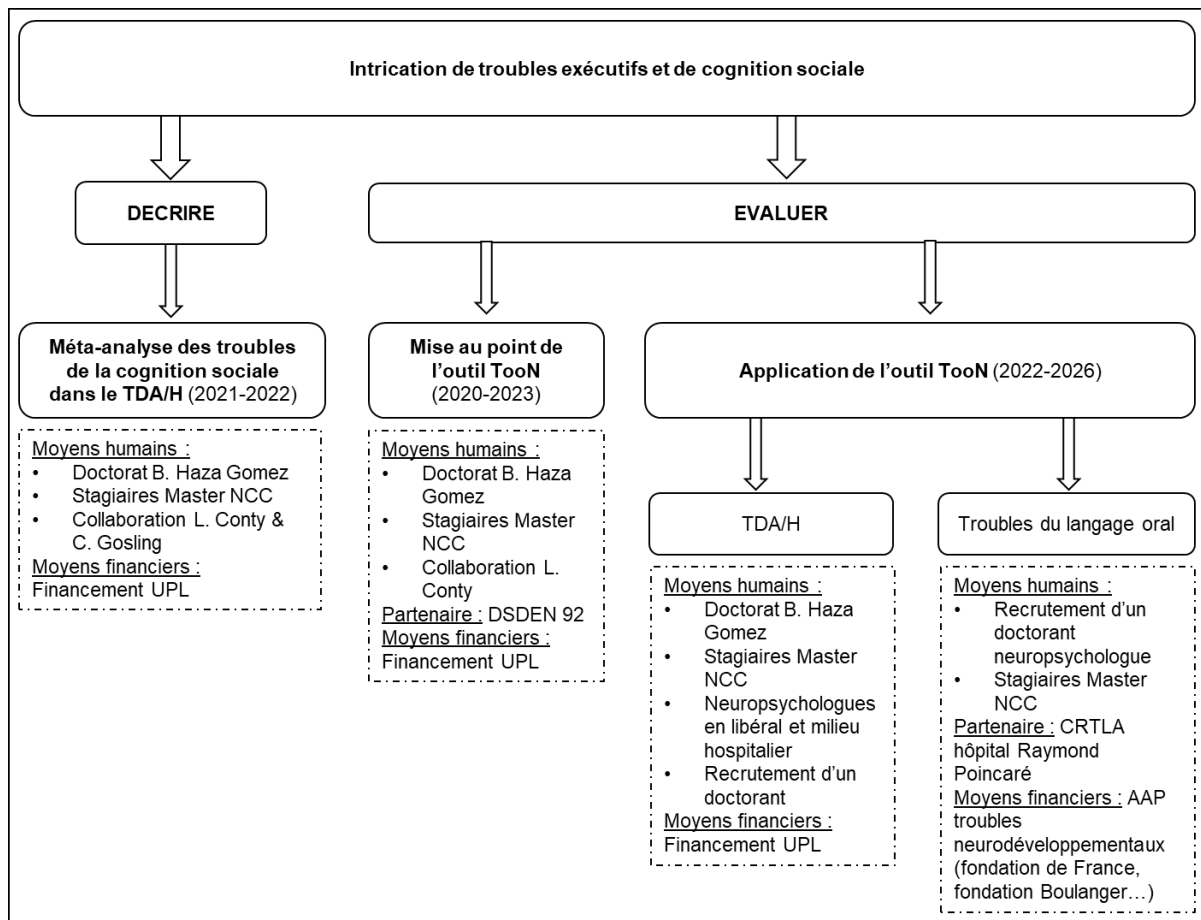 Intrication de troubles exécutifs et de cognition sociale
DECRIRE
EVALUER
Méta-analyse des troubles
de la cognition sociale
dans le TDA/H (2021-2022)
Moyens humains :
• Doctorat B. Haza Gomez
• Stagiaires Master NCC
• Collaboration L. Conty &
C. Gosling
Moyens financiers :
Financement UPL
Mise au point de
l’outil TooN
(2020-2023)
Moyens humains :
• Doctorat B. Haza
Gomez
• Stagiaires Master
NCC
• Collaboration L.
Conty
Partenaire : DSDEN 92
Moyens financiers :
Financement UPL
Application de l’outil TooN (2022-2026)
TDA/H
Moyens humains :
• Doctorat B. Haza
Gomez
• Stagiaires Master
NCC
• Neuropsychologues
en libéral et milieu
hospitalier
• Recrutement d’un
doctorant
Moyens financiers :
Financement UPL
Troubles du langage oral
Moyens humains :
• Recrutement d’un
doctorant
neuropsychologue
• Stagiaires Master
NCC
Partenaire : CRTLA
hôpital Raymond
Poincaré
Moyens financiers : AAP
troubles
neurodéveloppementaux
(fondation de France,
fondation Boulanger…)